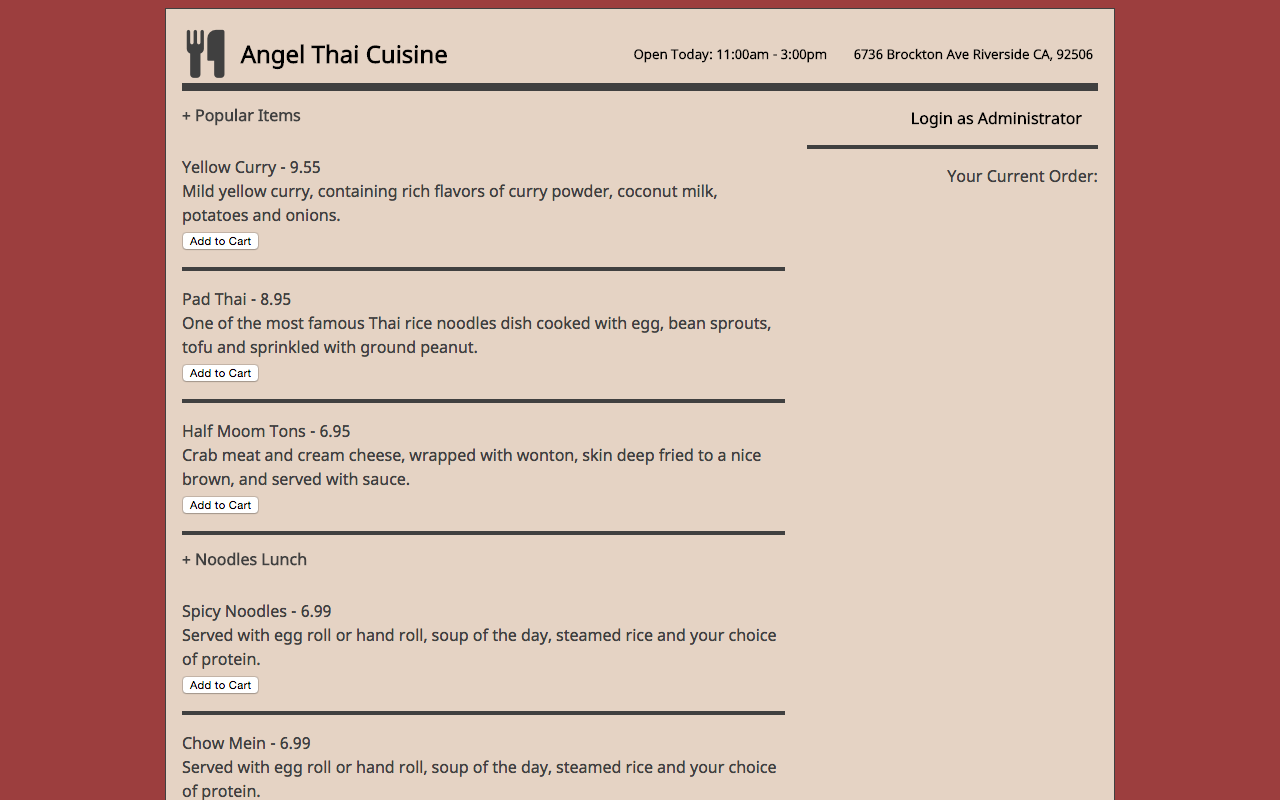 Angel Thai Cuisine
Open Today: 11:00am - 3:00pm
6736 Brockton Ave Riverside CA, 92506
+ Popular Items
Yellow Curry - 9.55
Mild yellow curry, containing rich flavors of curry powder, coconut milk,
potatoes and onions.
Add to Cart
Pad Thai - 8.95
One of the most famous Thai rice noodles dish cooked with egg, bean sprouts,
tofu and sprinkled with ground peanut.
Add to Cart
Half Moom Tons - 6.95
Crab meat and cream cheese, wrapped with wonton, skin deep fried to a nice
brown, and served with sauce.
Add to Cart
+ Noodles Lunch
Spicy Noodles - 6.99
Served with egg roll or hand roll, soup of the day, steamed rice and your choice
of protein.
Add to Cart
Chow Mein - 6.99
Served with egg roll or hand roll, soup of the day, steamed rice and your choice
of protein.
Login as Administrator
Your Current Order: